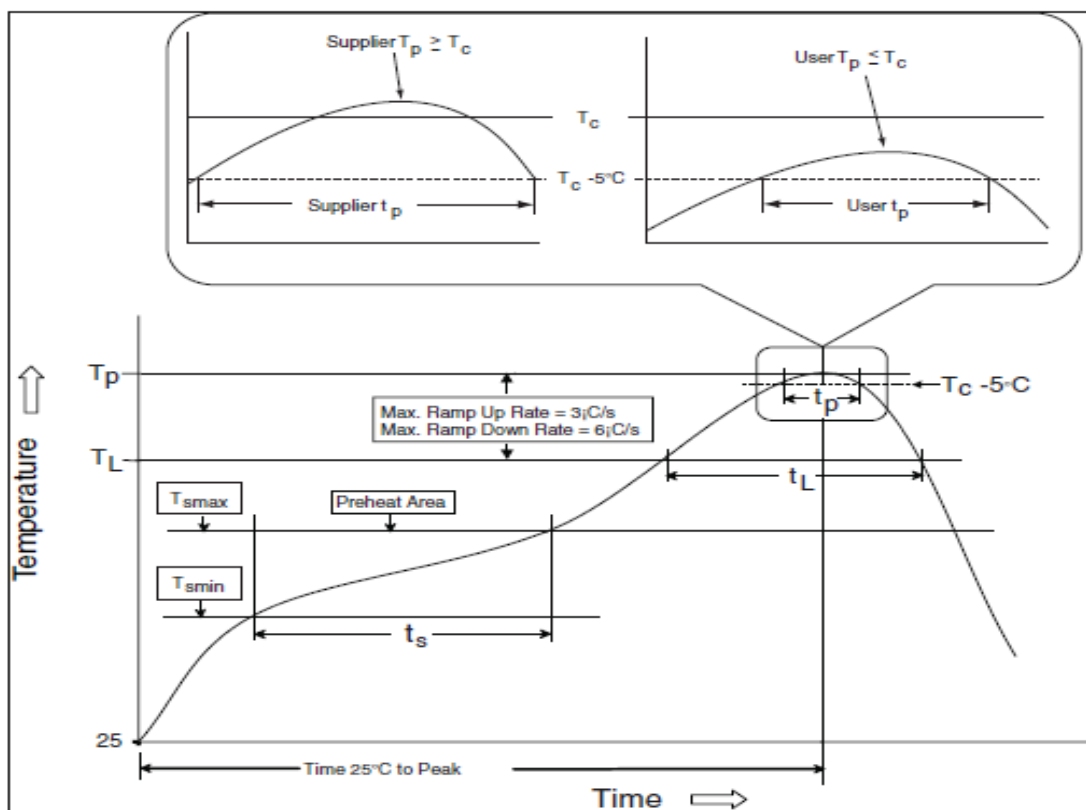 Supplier Tp ≥ Tc
User Tp ≤ Tc
Tc
Tc -5°C
Supplier tp
User tp
Tp
Tc -5°C
tp
Max. Ramp Up Rate = 3¡C/s
Max. Ramp Down Rate = 6¡C/s
TL
tL
Tsmax
Preheat Area
Tsmin
ts
Temperature
25
Time 25°C to Peak
Time